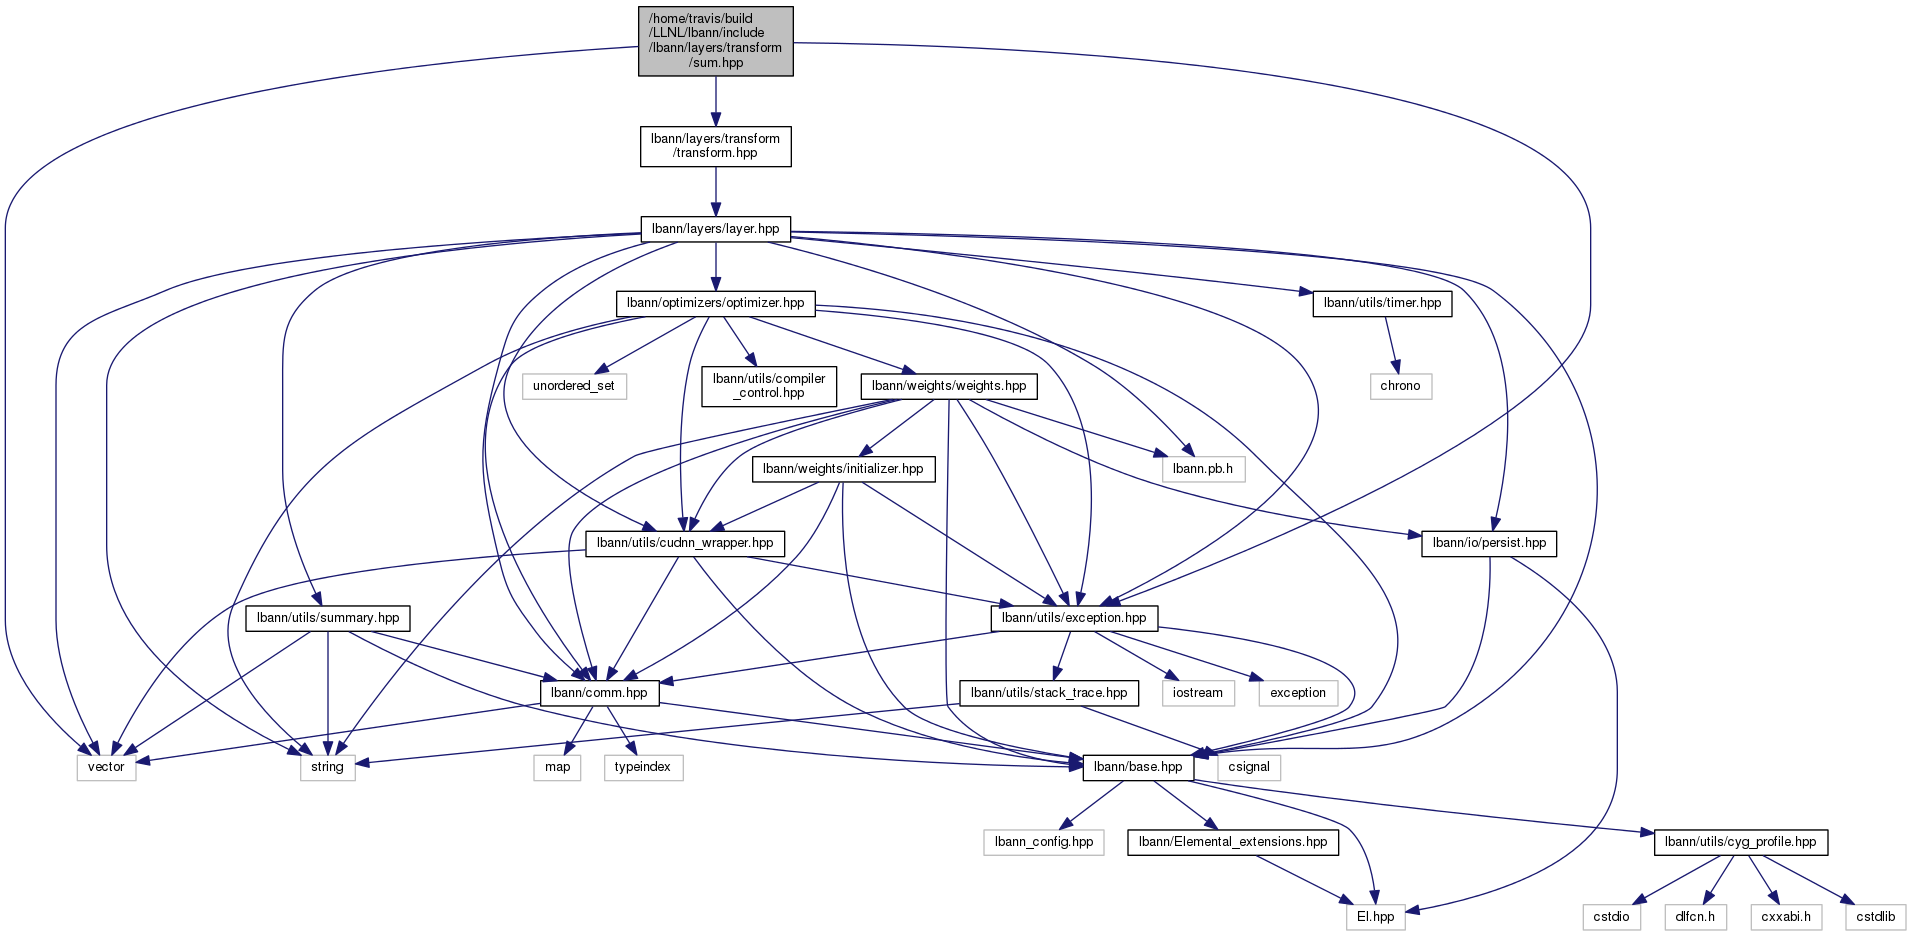 /home/travis/build
/LLNL/lbann/include
/lbann/layers/transform
/sum.hpp
lbann/layers/transform
/transform.hpp
lbann/layers/layer.hpp
lbann/optimizers/optimizer.hpp
lbann/utils/timer.hpp
unordered_set
lbann/utils/compiler
_control.hpp
lbann/weights/weights.hpp
chrono
lbann/weights/initializer.hpp
lbann.pb.h
lbann/utils/cudnn_wrapper.hpp
lbann/io/persist.hpp
lbann/utils/summary.hpp
lbann/utils/exception.hpp
lbann/comm.hpp
lbann/utils/stack_trace.hpp
iostream
exception
vector
string
map
typeindex
lbann/base.hpp
csignal
lbann_config.hpp
lbann/Elemental_extensions.hpp
lbann/utils/cyg_profile.hpp
El.hpp
cstdio
dlfcn.h
cxxabi.h
cstdlib